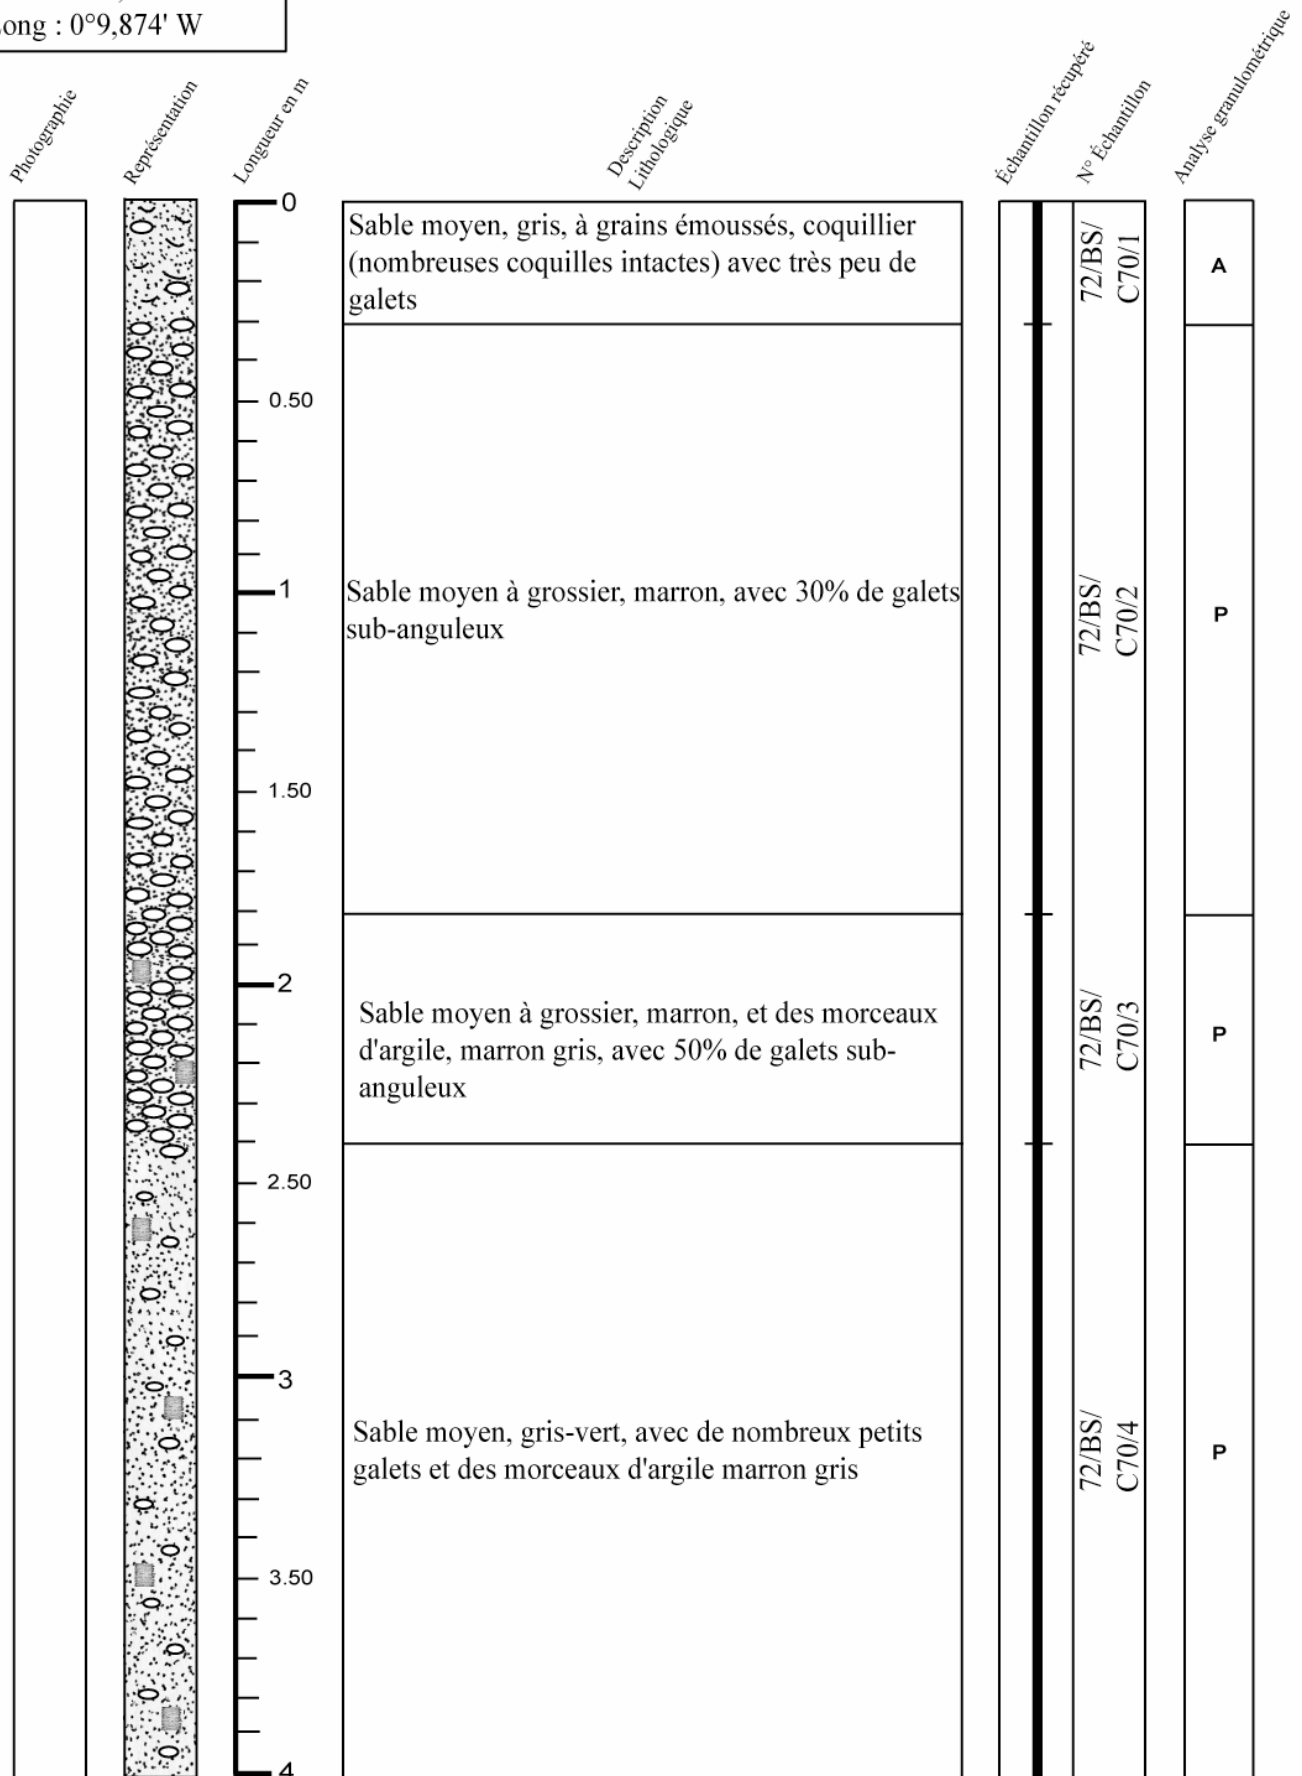 ong : 0°9,874' W
Photographie
Représentation
Longueur en m
Description
Lithologique
Échantillon récupéré
N° Échantillon
Analyse granulométrique
0
Sable moyen, gris, à grains émoussés, coquillier
(nombreuses coquilles intactes) avec très peu de
galets
72/BS/
C70/1
A
0.50
1
Sable moyen à grossier, marron, avec 30% de galets
sub-anguleux
72/BS/
C70/2
P
1.50
2
Sable moyen à grossier, marron, et des morceaux
d'argile, marron gris, avec 50% de galets sub-
anguleux
72/BS/
C70/3
P
2.50
3
Sable moyen, gris-vert, avec de nombreux petits
galets et des morceaux d'argile marron gris
72/BS/
C70/4
P
3.50
4